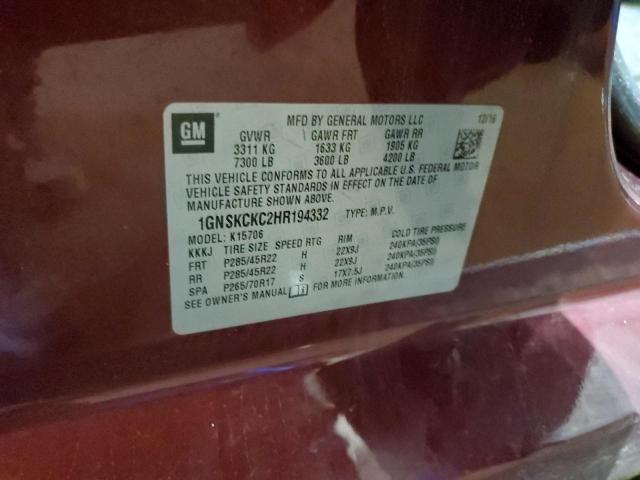 GM
MFD BY GENERAL MOTORS LLC 12/16
GVWR GAWR FRT GAWR RR
3311 KG 1633 KG 1905 KG
7300 LB 3600 LB 4200 LB
THIS VEHICLE CONFORMS TO ALL APPLICABLE U.S. FEDERAL MOTOR
VEHICLE SAFETY STANDARDS IN EFFECT ON THE DATE OF
MANUFACTURE SHOWN ABOVE.
1GNSKCKC2HR194332 TYPE: M.P.V.
MODEL: K15706
KKKJ TIRE SIZE SPEED RTG RIM COLD TIRE PRESSURE
FRT P285/45R22 H 22X9J 240KPA(35PSI)
RR P285/45R22 H 22X9J 240KPA(35PSI)
SPA P265/70R17 S 17X7.5J 240KPA(35PSI)
SEE OWNER'S MANUAL FOR MORE INFORMATION.